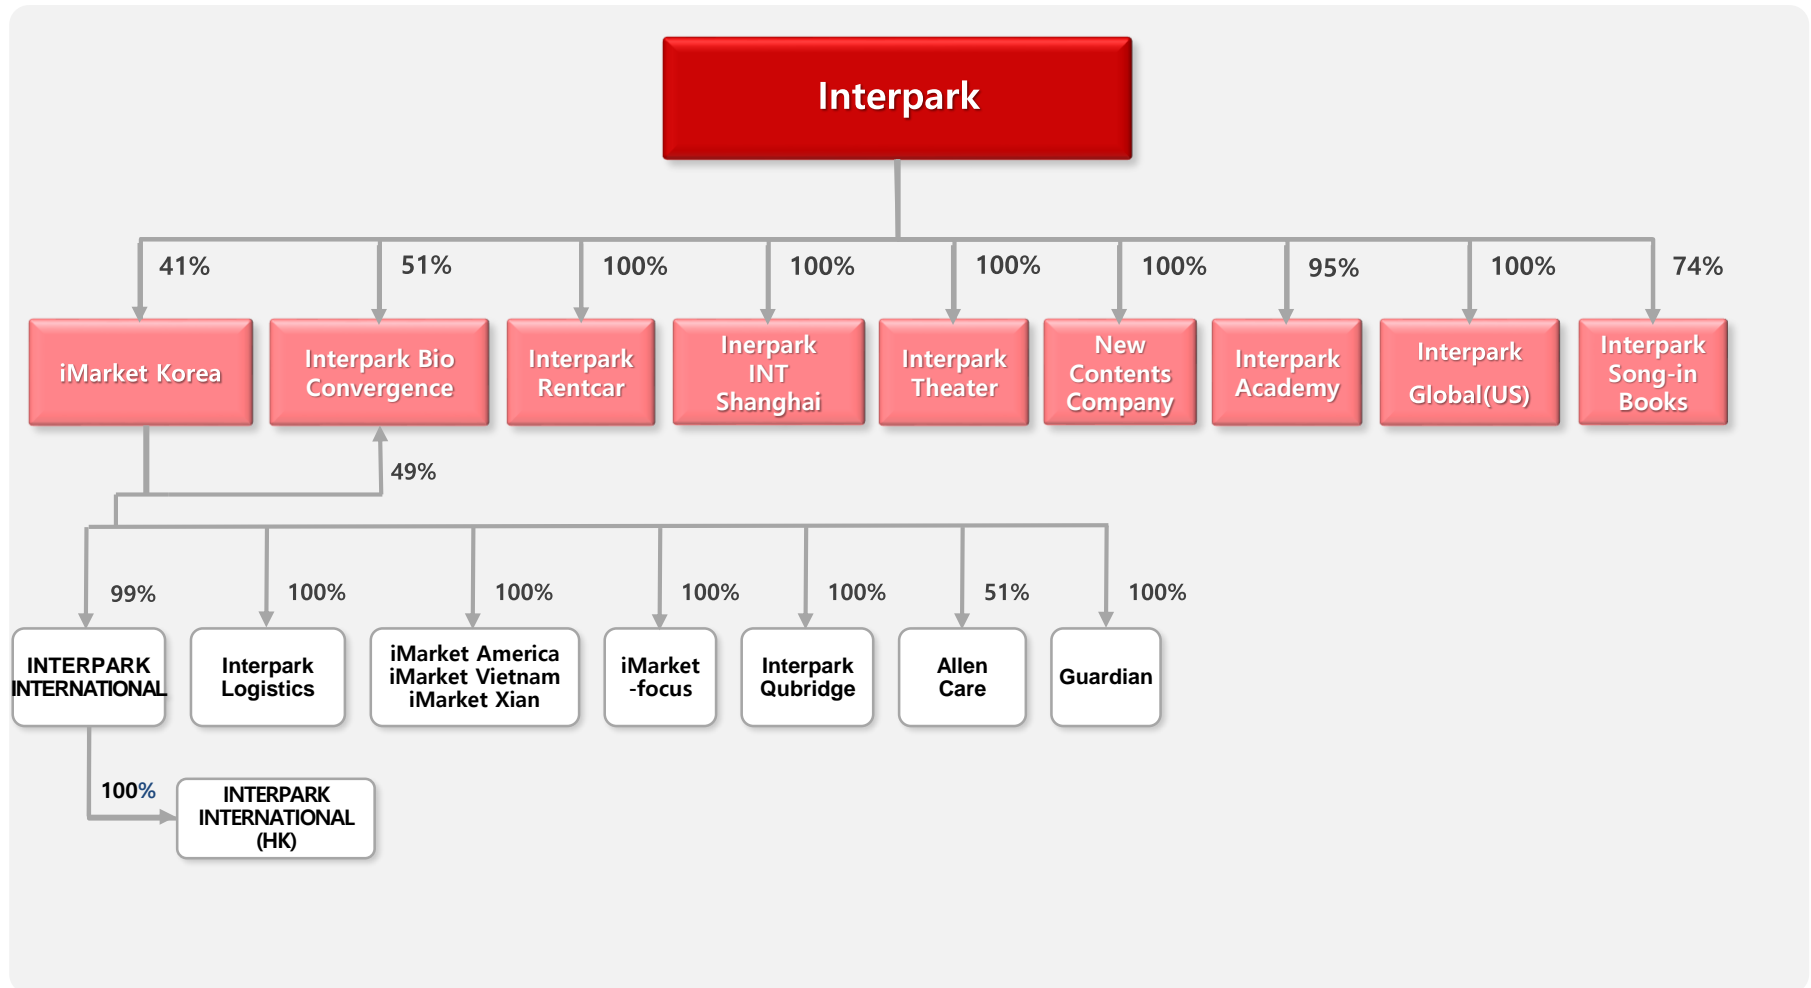 Interpark
41%
51%
100%
100%
100%
100%
95%
100%
74%
iMarket Korea
Interpark Bio
Convergence
Interpark
Rentcar
Inerpark
INT
Shanghai
Interpark
Theater
New
Contents
Company
Interpark
Academy
Interpark
Global(US)
Interpark
Song-in
Books
49%
99%
100%
100%
100%
100%
51%
100%
INTERPARK
INTERNATIONAL
Interpark
Logistics
iMarket America
iMarket Vietnam
iMarket Xian
iMarket
-focus
Interpark
Qubridge
Allen
Care
Guardian
100%
INTERPARK
INTERNATIONAL
(HK)